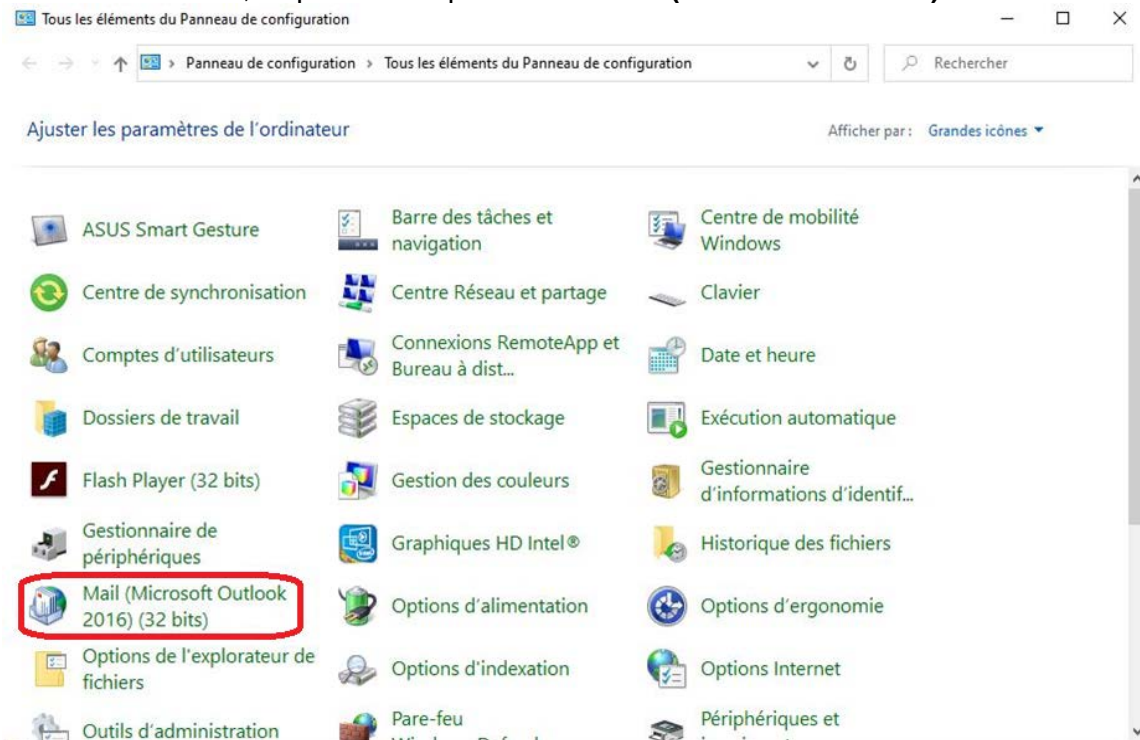 Tous les éléments du Panneau de configuration
Panneau de configuration > Tous les éléments du Panneau de configuration
Rechercher
Ajuster les paramètres de l'ordinateur
Afficher par : Grandes icônes
ASUS Smart Gesture
Barre des tâches et
navigation
Centre de mobilité
Windows
Centre de synchronisation
Centre Réseau et partage
Clavier
Comptes d'utilisateurs
Connexions RemoteApp et
Bureau à dist...
Date et heure
Dossiers de travail
Espaces de stockage
Exécution automatique
Flash Player (32 bits)
Gestion des couleurs
Gestionnaire
d'informations d'identif...
Gestionnaire de
périphériques
Graphiques HD Intel®
Historique des fichiers
Mail (Microsoft Outlook
2016) (32 bits)
Options d'alimentation
Options d'ergonomie
Options de l'explorateur de
fichiers
Options d'indexation
Options Internet
Outils d'administration
Pare-feu
Périphériques et